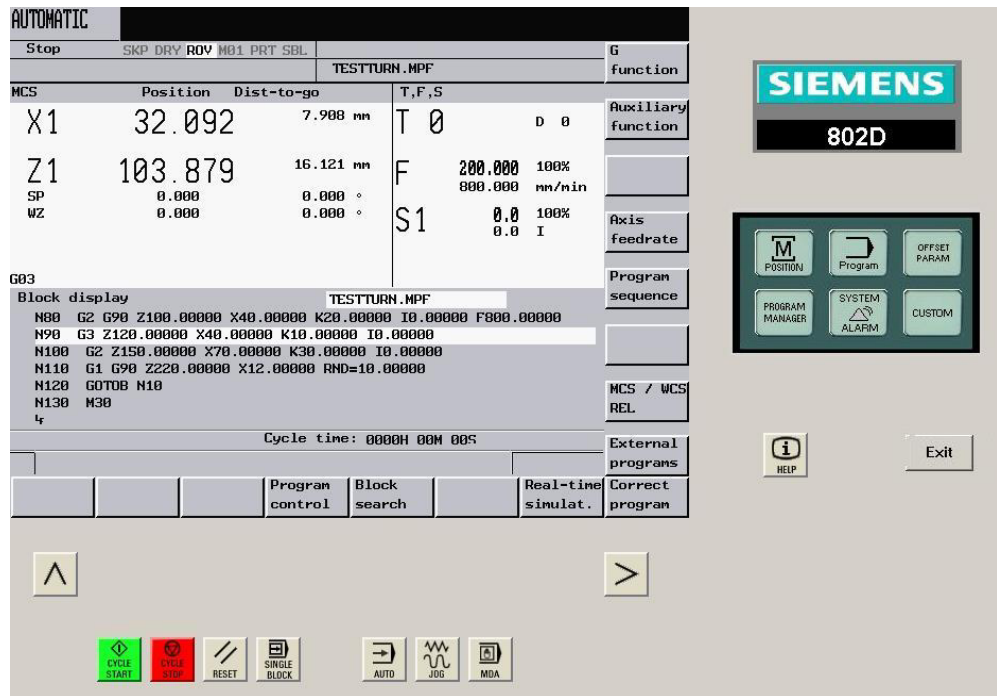 AUTOMATIC
Stop SKP DRY ROV M01 PRT SBL
TESTTURN.MPF
MCS Position Dist-to-go T,F,S
X1 32.092 7.908 mm T 0 D 0
Z1 103.879 16.121 mm F 200.000 100%
800.000 mm/min
SP 0.000 0.000 °
WZ 0.000 0.000 ° S1 0.0 100%
0.0 I
G03
Block display TESTTURN.MPF
N80 G2 G90 Z100.00000 X40.00000 K20.00000 I0.00000 F800.00000
N90 G3 Z120.00000 X40.00000 K10.00000 I0.00000
N100 G2 Z150.00000 X70.00000 K30.00000 I0.00000
N110 G1 G90 Z220.00000 X12.00000 RND=10.00000
N120 GOTOB N10
N130 M30
LF
Cycle time: 0000H 00M 00S
G
function
Auxiliary
function
Axis
feedrate
Program
sequence
MCS / WCS
REL
External
programs
Program
control
Block
search
Real-time
simulat.
Correct
program
SIEMENS
802D
M
POSITION
Program
OFFSET
PARAM
PROGRAM
MANAGER
SYSTEM
ALARM
CUSTOM
i
HELP
Exit
CYCLE
START
CYCLE
STOP
RESET
SINGLE
BLOCK
AUTO
JOG
MDA